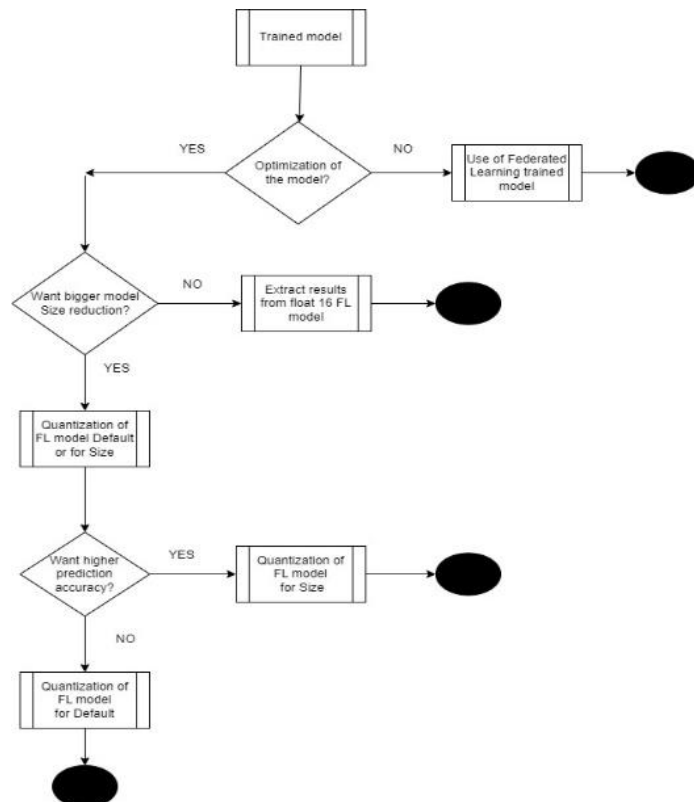 Trained model
YES
Optimization of
the model?
NO
Use of Federated
Learning trained
model
Want bigger model
Size reduction?
NO
Extract results
from float 16 FL
model
YES
Quantization of
FL model Default
or for Size
Want higher
prediction
accuracy?
YES
Quantization of
FL model
for Size
NO
Quantization of
FL model
for Default